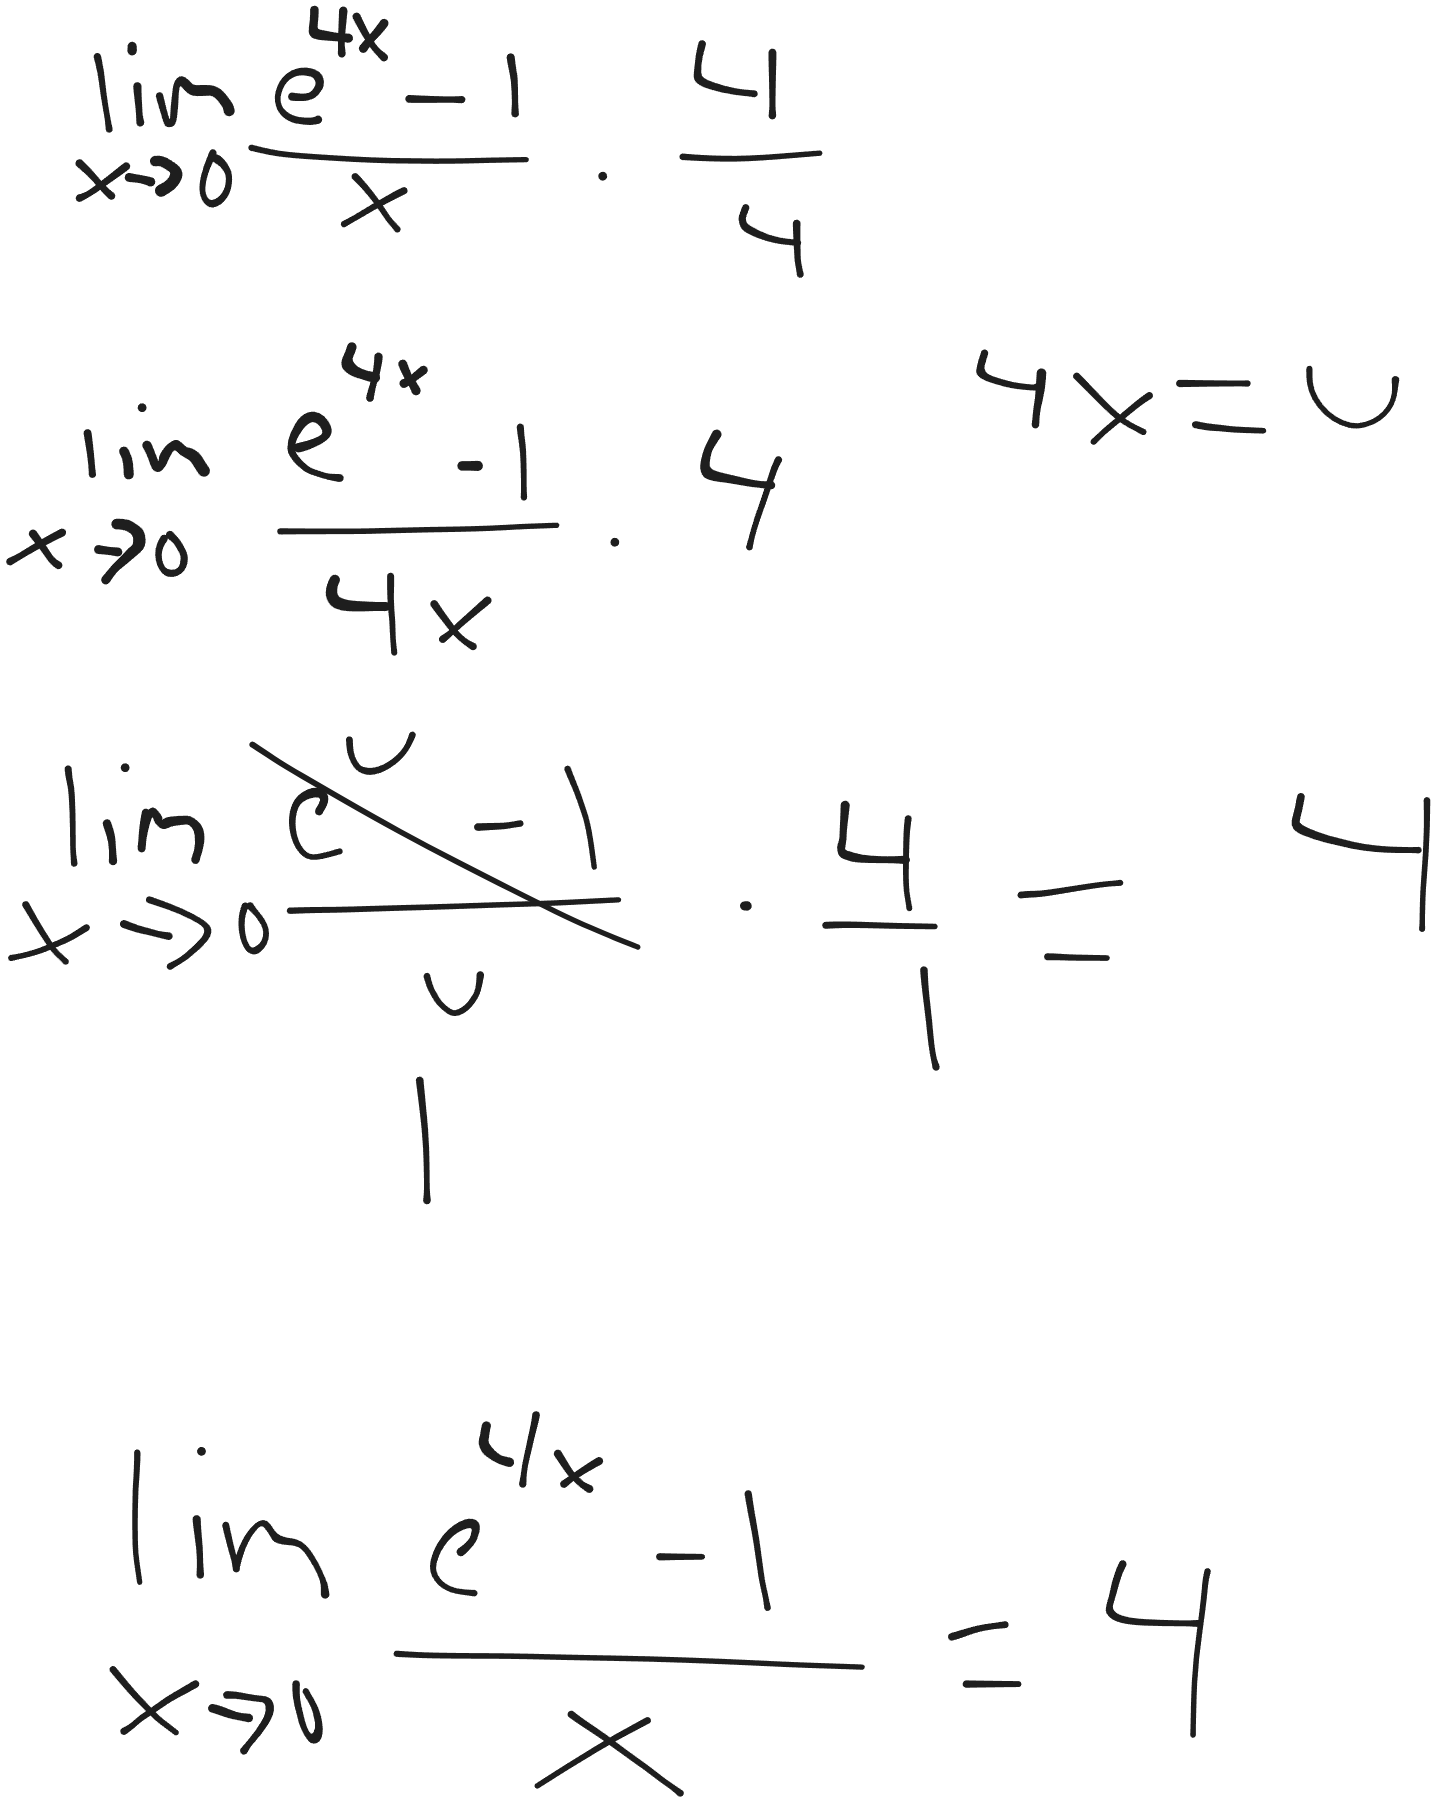 lim x→0 (e^4x - 1)/x · 4/4
lim x→0 (e^4x - 1)/4x · 4    4x = u
lim x→0 (e^u - 1)/u · 4/1 = 4
1
lim x→0 (e^4x - 1)/x = 4